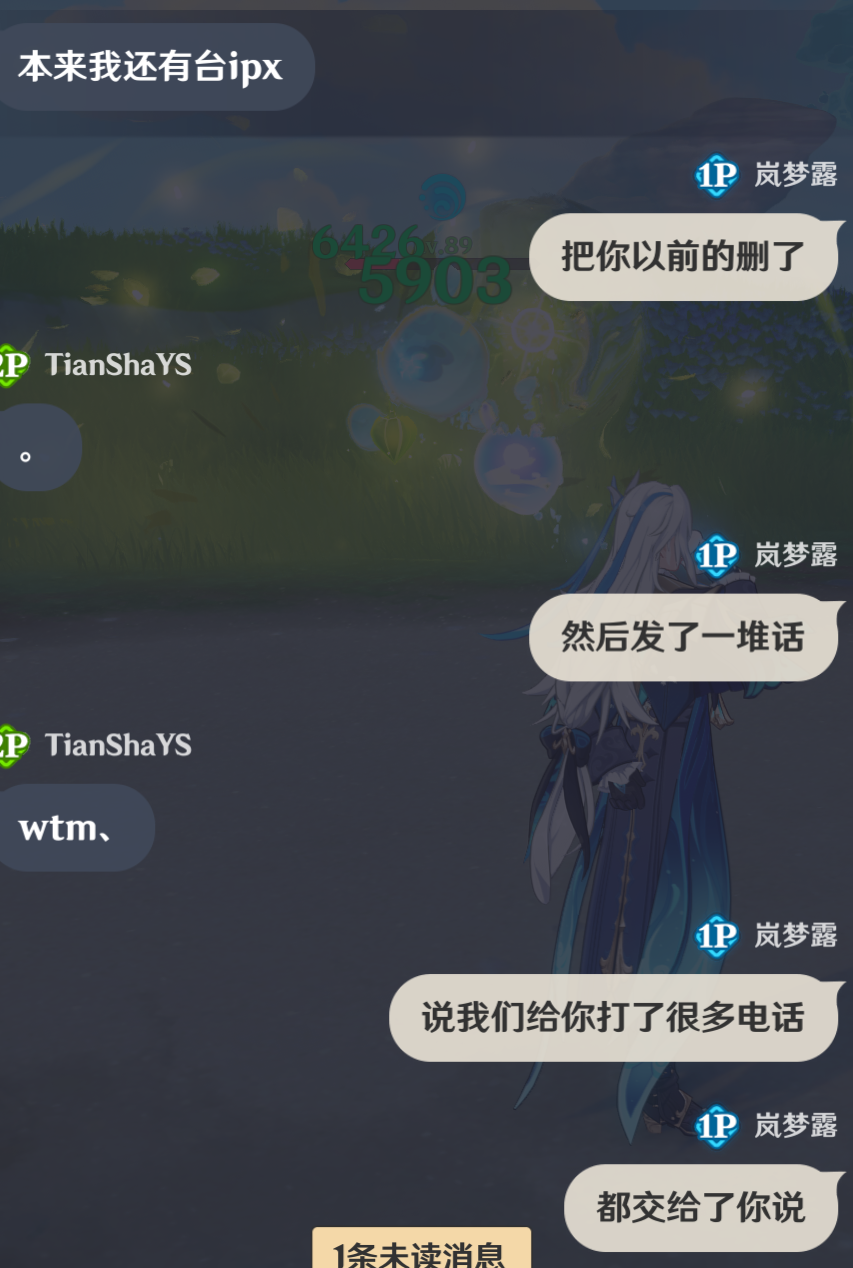 本来我还有台ipx
1P 岚梦露
把你以前的删了
6426
5903
2P TianShaYS
。
1P 岚梦露
然后发了一堆话
2P TianShaYS
wtm、
1P 岚梦露
说我们给你打了很多电话
1P 岚梦露
都交给了你说
1条未读消息